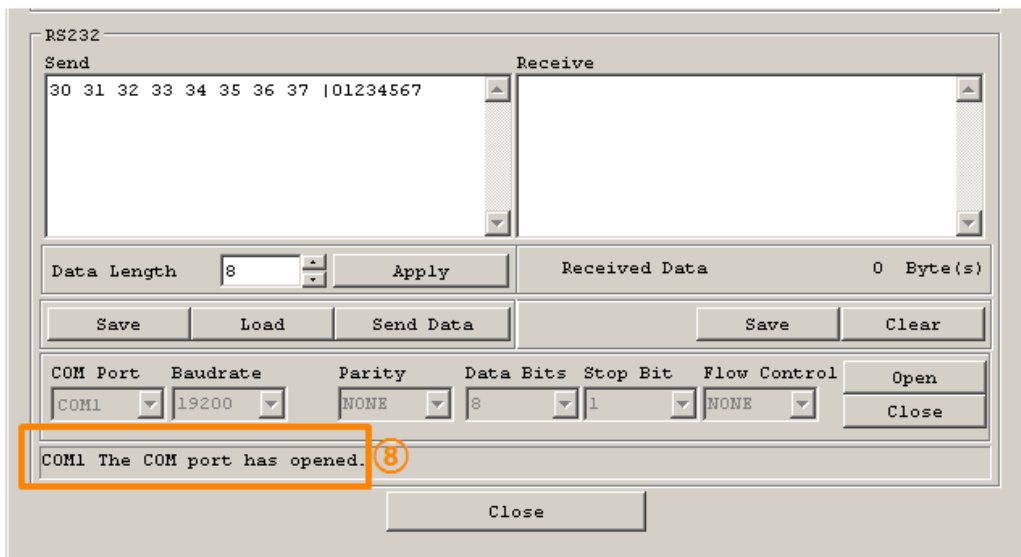 RS232
Send Receive
30 31 32 33 34 35 36 37 |01234567
Data Length 8 Apply Received Data 0 Byte(s)
Save Load Send Data Save Clear
COM Port Baudrate Parity Data Bits Stop Bit Flow Control Open
COM1 19200 NONE 8 1 NONE Close
COM1 The COM port has opened. ⑧
Close